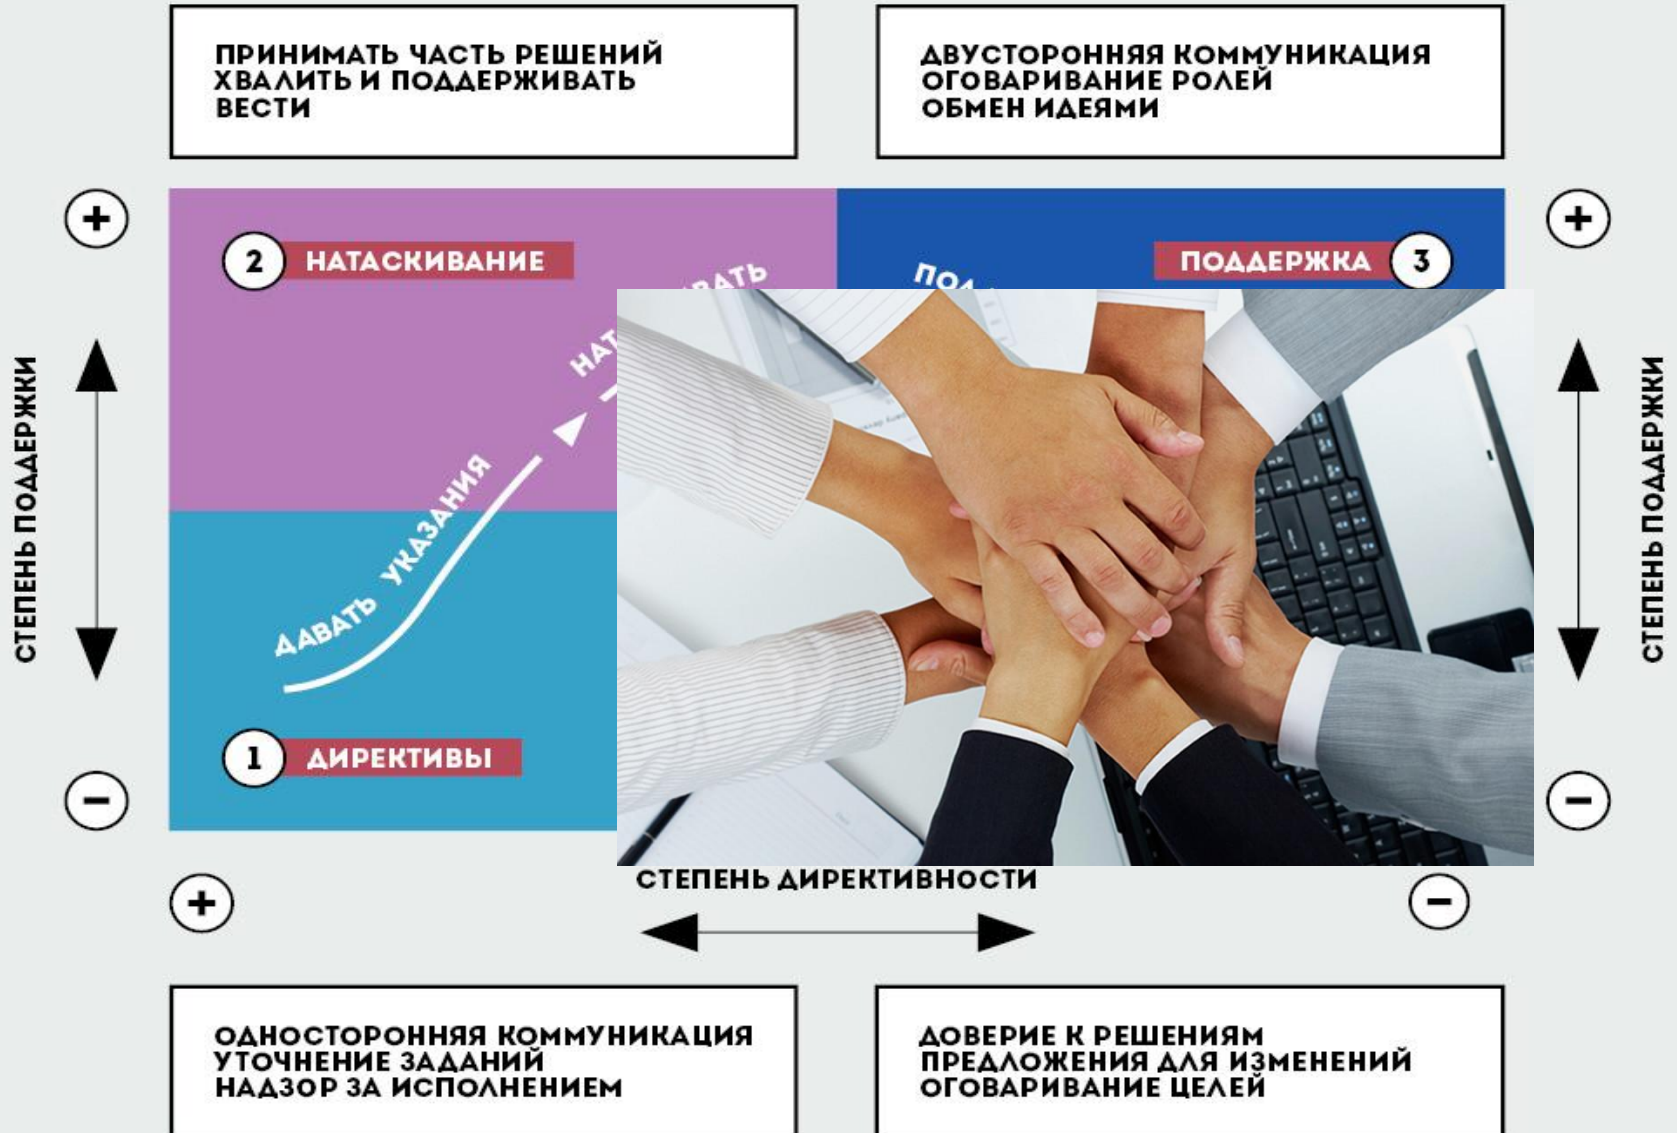 ПРИНИМАТЬ ЧАСТЬ РЕШЕНИЙ
ХВАЛИТЬ И ПОДДЕРЖИВАТЬ
ВЕСТИ
ДВУСТОРОННЯЯ КОММУНИКАЦИЯ
ОГОВАРИВАНИЕ РОЛЕЙ
ОБМЕН ИДЕЯМИ
+
+
2 НАТАСКИВАНИЕ
ПОДДЕРЖКА 3
СТЕПЕНЬ ПОДДЕРЖКИ
СТЕПЕНЬ ПОДДЕРЖКИ
ДАВАТЬ УКАЗАНИЯ
1 ДИРЕКТИВЫ
−
−
+
СТЕПЕНЬ ДИРЕКТИВНОСТИ
−
ОДНОСТОРОННЯЯ КОММУНИКАЦИЯ
УТОЧНЕНИЕ ЗАДАНИЙ
НАДЗОР ЗА ИСПОЛНЕНИЕМ
ДОВЕРИЕ К РЕШЕНИЯМ
ПРЕДЛОЖЕНИЯ ДЛЯ ИЗМЕНЕНИЙ
ОГОВАРИВАНИЕ ЦЕЛЕЙ